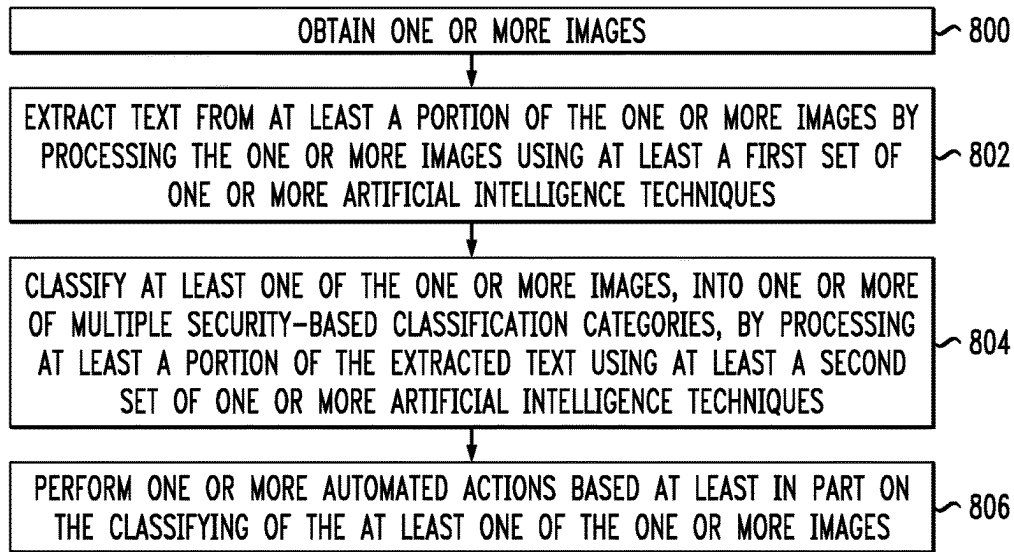 OBTAIN ONE OR MORE IMAGES
800
EXTRACT TEXT FROM AT LEAST A PORTION OF THE ONE OR MORE IMAGES BY
PROCESSING THE ONE OR MORE IMAGES USING AT LEAST A FIRST SET OF
ONE OR MORE ARTIFICIAL INTELLIGENCE TECHNIQUES
802
CLASSIFY AT LEAST ONE OF THE ONE OR MORE IMAGES, INTO ONE OR MORE
OF MULTIPLE SECURITY-BASED CLASSIFICATION CATEGORIES, BY PROCESSING
AT LEAST A PORTION OF THE EXTRACTED TEXT USING AT LEAST A SECOND
SET OF ONE OR MORE ARTIFICIAL INTELLIGENCE TECHNIQUES
804
PERFORM ONE OR MORE AUTOMATED ACTIONS BASED AT LEAST IN PART ON
THE CLASSIFYING OF THE AT LEAST ONE OF THE ONE OR MORE IMAGES
806